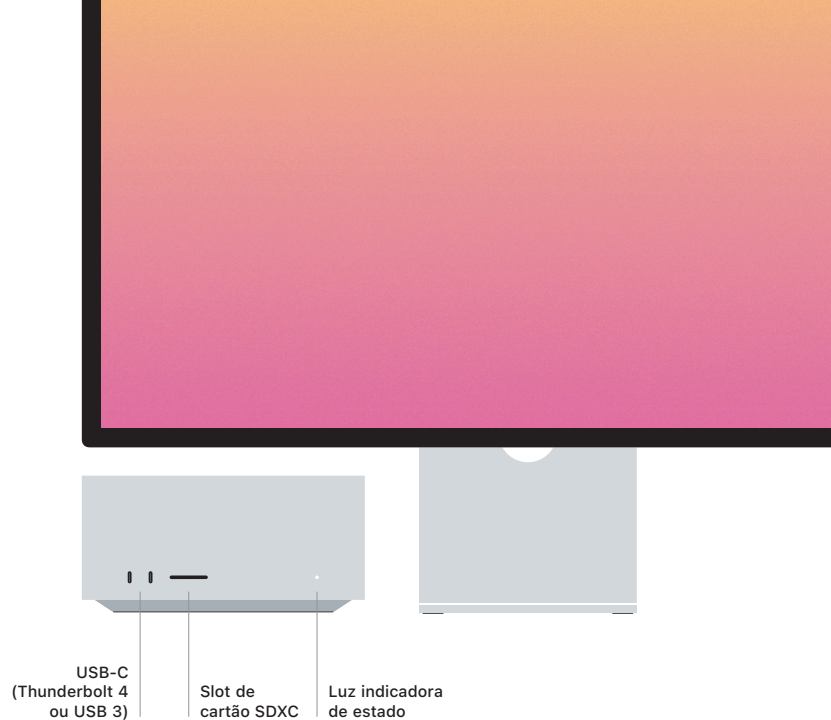 USB-C
(Thunderbolt 4
ou USB 3)
Slot de
cartão SDXC
Luz indicadora
de estado